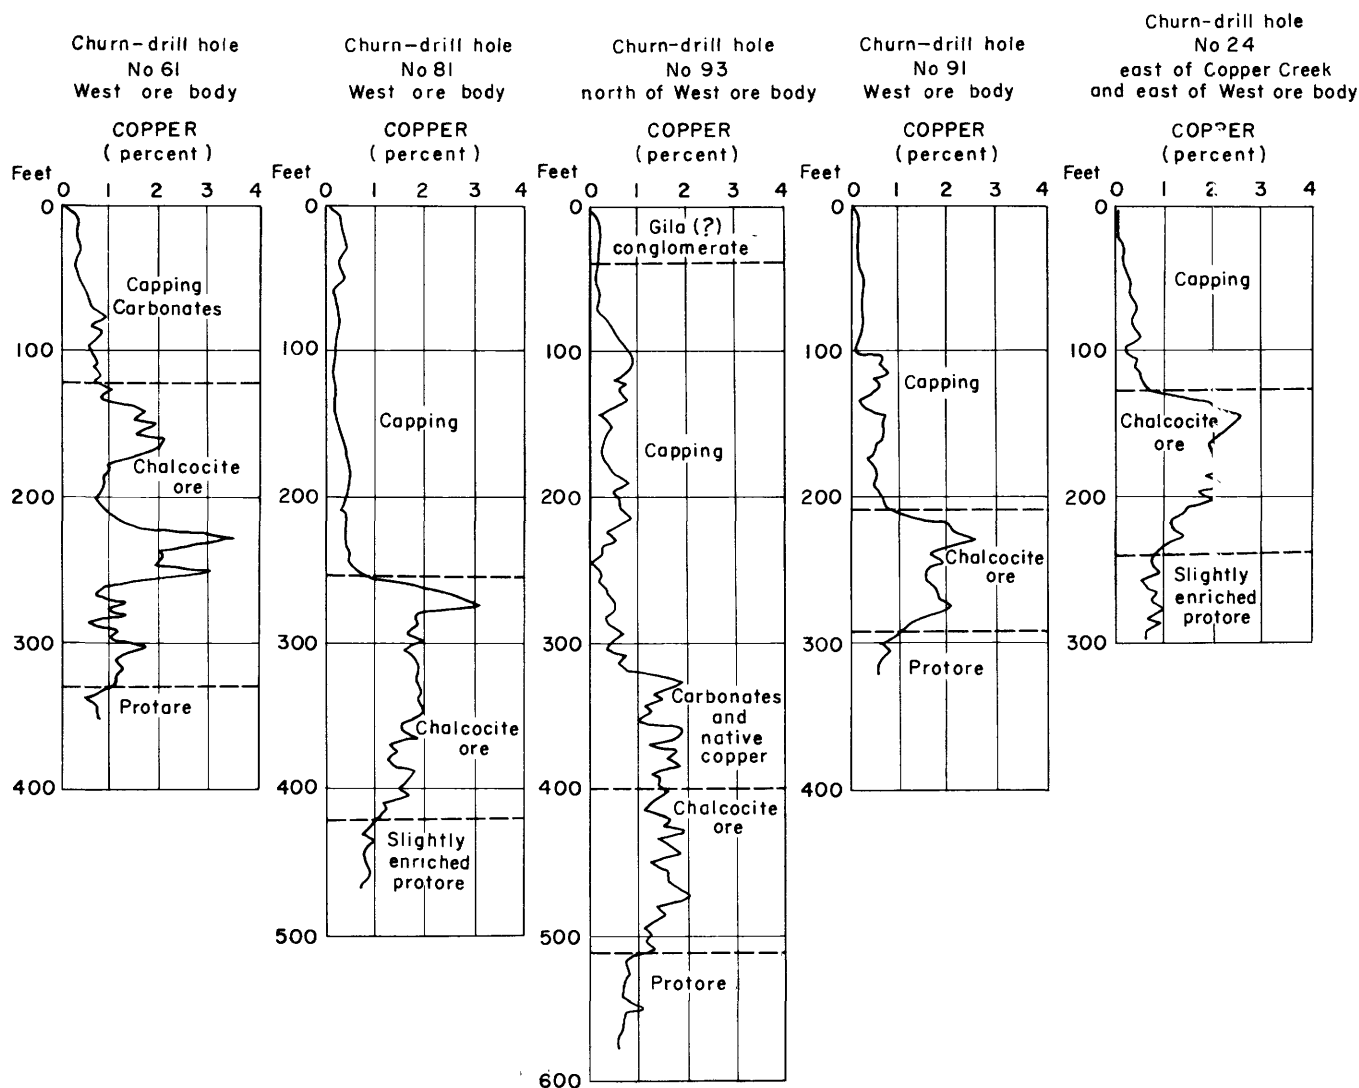 Churn-drill hole
No 61
West ore body
COPPER
(percent)
Feet
0 1 2 3 4
0
100
200
300
400
Capping
Carbonates
Chalcocite
ore
Protore
Churn-drill hole
No 81
West ore body
COPPER
(percent)
Feet
0 1 2 3 4
0
100
200
300
400
500
Capping
Chalcocite
ore
Slightly
enriched
protore
Churn-drill hole
No 93
north of West ore body
COPPER
(percent)
Feet
0 1 2 3 4
0
100
200
300
400
500
600
Gila (?)
conglomerate
Capping
Carbonates
and
native
copper
Chalcocite
ore
Protore
Churn-drill hole
No 91
West ore body
COPPER
(percent)
Feet
0 1 2 3 4
0
100
200
300
400
Capping
Chalcocite
ore
Protore
Churn-drill hole
No 24
east of Copper Creek
and east of West ore body
COPPER
(percent)
Feet
0 1 2 3 4
0
100
200
300
Capping
Chalcocite
ore
Slightly
enriched
protore